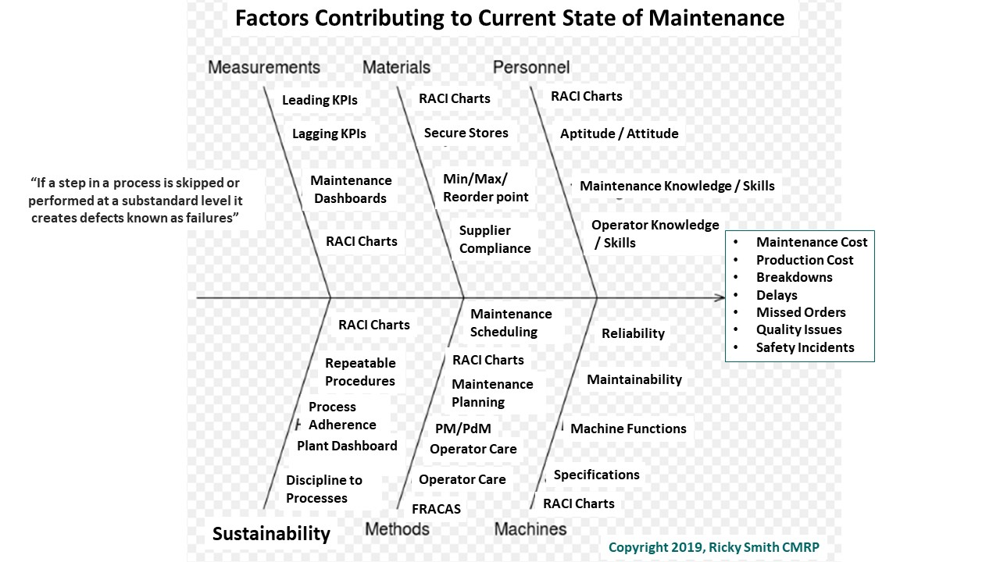 Factors Contributing to Current State of Maintenance
Measurements
Materials
Personnel
Leading KPIs
Lagging KPIs
Maintenance
Dashboards
RACI Charts
RACI Charts
Secure Stores
Min/Max/
Reorder point
Supplier
Compliance
RACI Charts
Aptitude / Attitude
Maintenance Knowledge / Skills
Operator Knowledge
/ Skills
“If a step in a process is skipped or
performed at a substandard level it
creates defects known as failures”
• Maintenance Cost
• Production Cost
• Breakdowns
• Delays
• Missed Orders
• Quality Issues
• Safety Incidents
RACI Charts
Repeatable
Procedures
Process
Adherence
Plant Dashboard
Discipline to
Processes
Maintenance
Scheduling
RACI Charts
Maintenance
Planning
PM/PdM
Operator Care
Operator Care
FRACAS
Reliability
Maintainability
Machine Functions
Specifications
RACI Charts
Sustainability
Methods
Machines
Copyright 2019, Ricky Smith CMRP